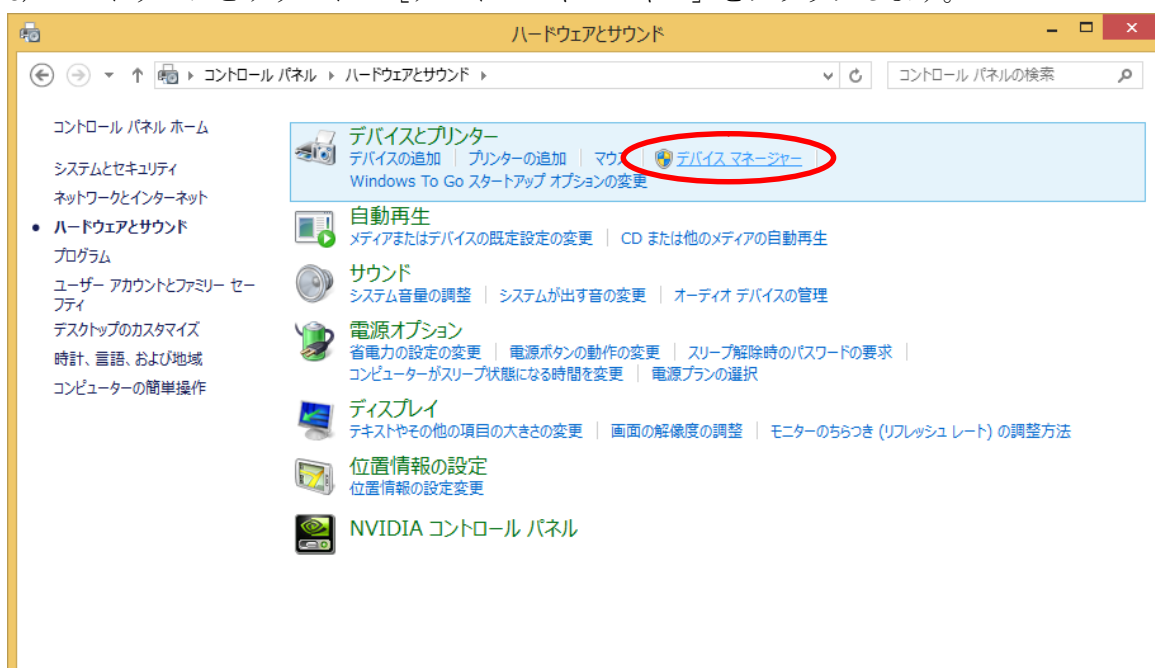 ハードウェアとサウンド
コントロール パネル ハードウェアとサウンド コントロール パネルの検索
コントロール パネル ホーム
システムとセキュリティ
ネットワークとインターネット
ハードウェアとサウンド
プログラム
ユーザー アカウントとファミリー セー
フティ
デスクトップのカスタマイズ
時計、言語、および地域
コンピューターの簡単操作
デバイスとプリンター
デバイスの追加 プリンターの追加 デバイス マネージャー
Windows To Go スタートアップ オプションの変更
自動再生
メディアまたはデバイスの既定設定の変更 CD または他のメディアの自動再生
サウンド
システム音量の調整 システムが出す音の変更 オーディオ デバイスの管理
電源オプション
省電力の設定の変更 電源ボタンの動作の変更 スリープ解除時のパスワードの要求
コンピューターがスリープ状態になる時間を変更 電源プランの選択
ディスプレイ
テキストやその他の項目の大きさの変更 画面の解像度の調整 モニターのちらつき (リフレッシュ レート) の調整方法
位置情報の設定
位置情報の設定変更
NVIDIA コントロール パネル